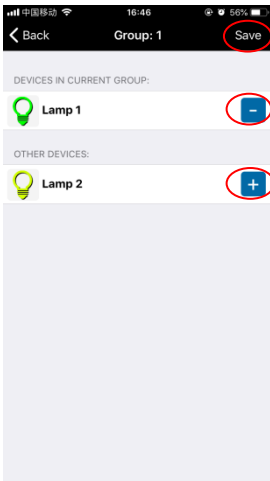 中国移动 16:46 56%
Back Group: 1 Save
DEVICES IN CURRENT GROUP:
Lamp 1 -
OTHER DEVICES:
Lamp 2 +